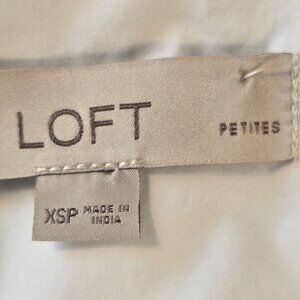 LOFT PETITES
XSP MADE IN
INDIA